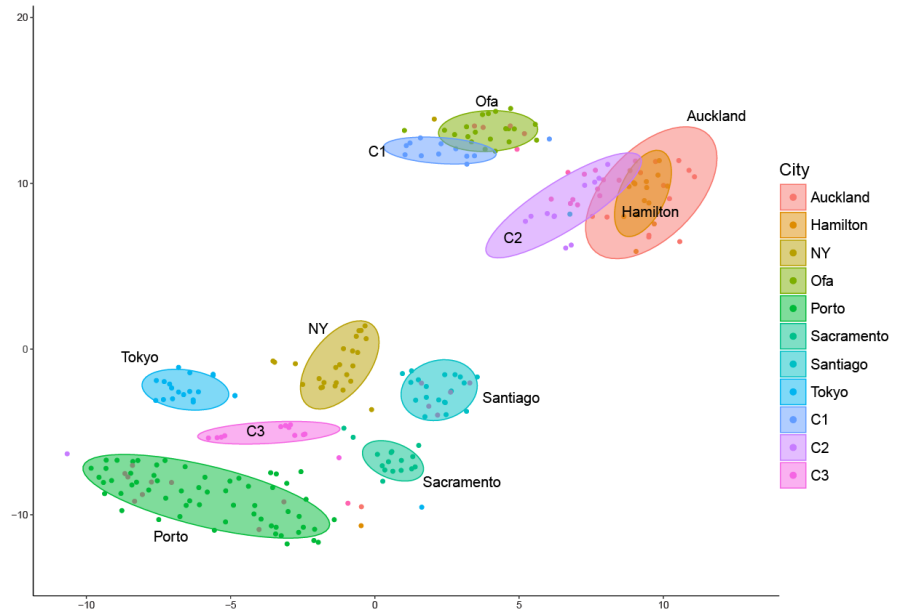 20
10
0
−10
−10
−5
0
5
10
Ofa
Auckland
C1
Hamilton
C2
NY
Tokyo
Santiago
C3
Sacramento
Porto
City
Auckland
Hamilton
NY
Ofa
Porto
Sacramento
Santiago
Tokyo
C1
C2
C3